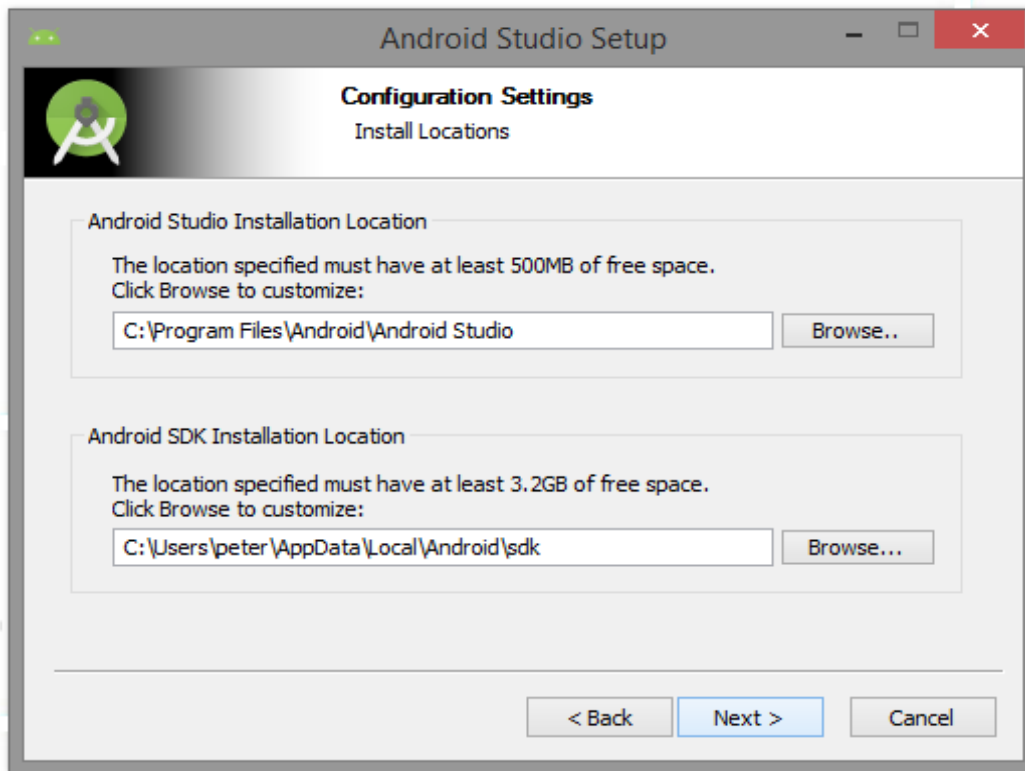 Android Studio Setup
Configuration Settings
Install Locations
Android Studio Installation Location
The location specified must have at least 500MB of free space.
Click Browse to customize:
C:\Program Files\Android\Android Studio
Browse..
Android SDK Installation Location
The location specified must have at least 3.2GB of free space.
Click Browse to customize:
C:\Users\peter\AppData\Local\Android\sdk
Browse...
< Back
Next >
Cancel